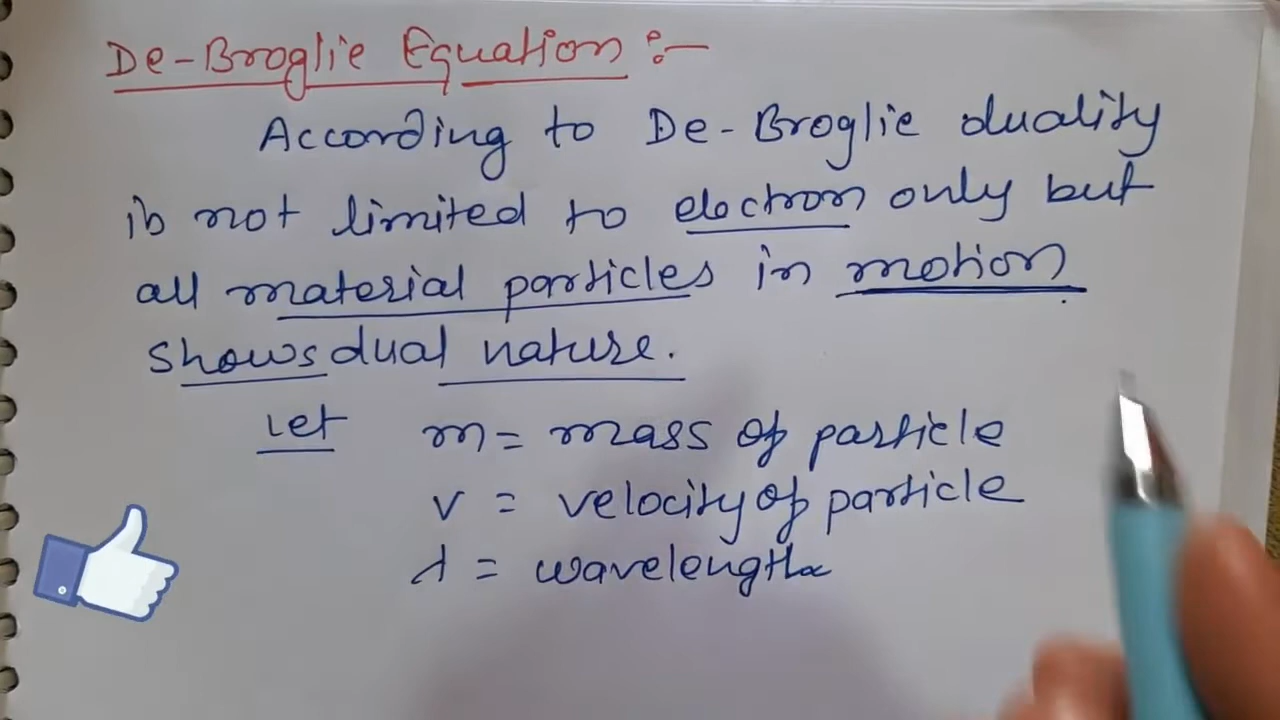 De-Broglie Equation :-
According to De-Broglie duality
is not limited to electron only but
all material particles in motion
shows dual nature.
Let m = mass of particle
v = velocity of particle
λ = wavelength